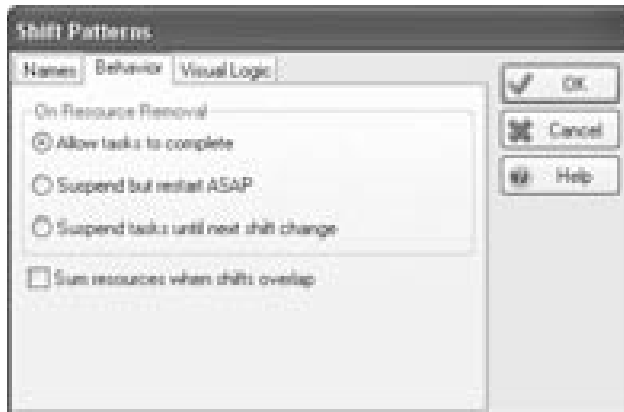 Shift Patterns
Names Behavior Visual Logic
On Resource Removal
Allow tasks to complete
Suspend but restart ASAP
Suspend tasks until next shift change
Sum resources when shifts overlap
OK
Cancel
Help